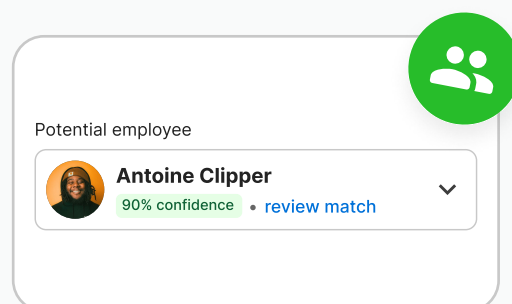 Potential employee
Antoine Clipper
90% confidence • review match